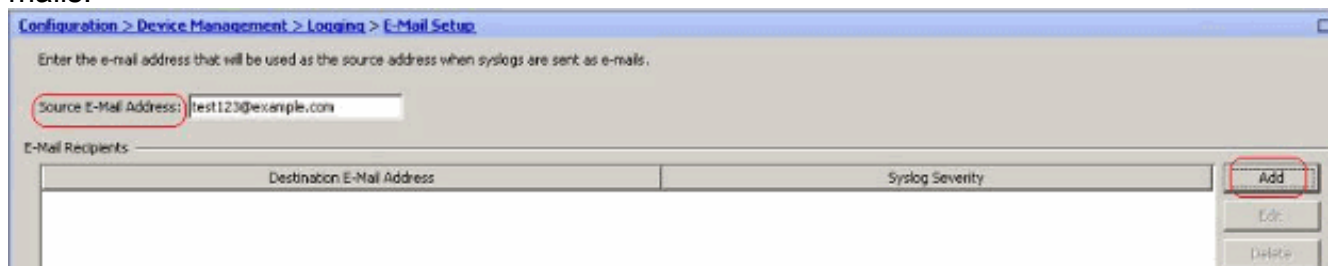 mails.
Configuration > Device Management > Logging > E-Mail Setup
Enter the e-mail address that will be used as the source address when syslogs are sent as e-mails.
Source E-Mail Address: test123@example.com
E-Mail Recipients
Destination E-Mail Address Syslog Severity Add
Edit
Delete